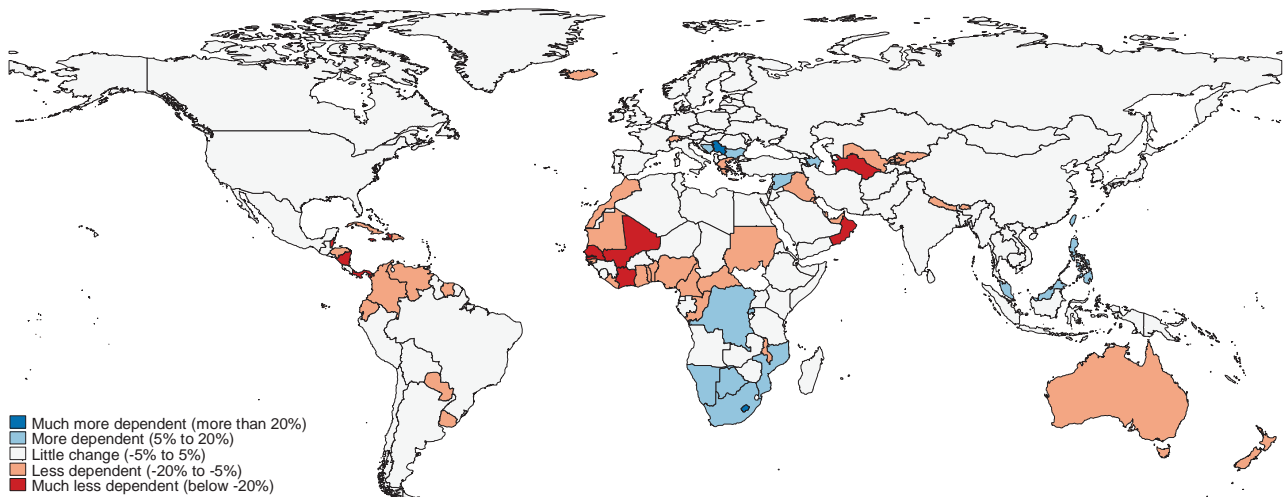 Much more dependent (more than 20%)
More dependent (5% to 20%)
Little change (-5% to 5%)
Less dependent (-20% to -5%)
Much less dependent (below -20%)